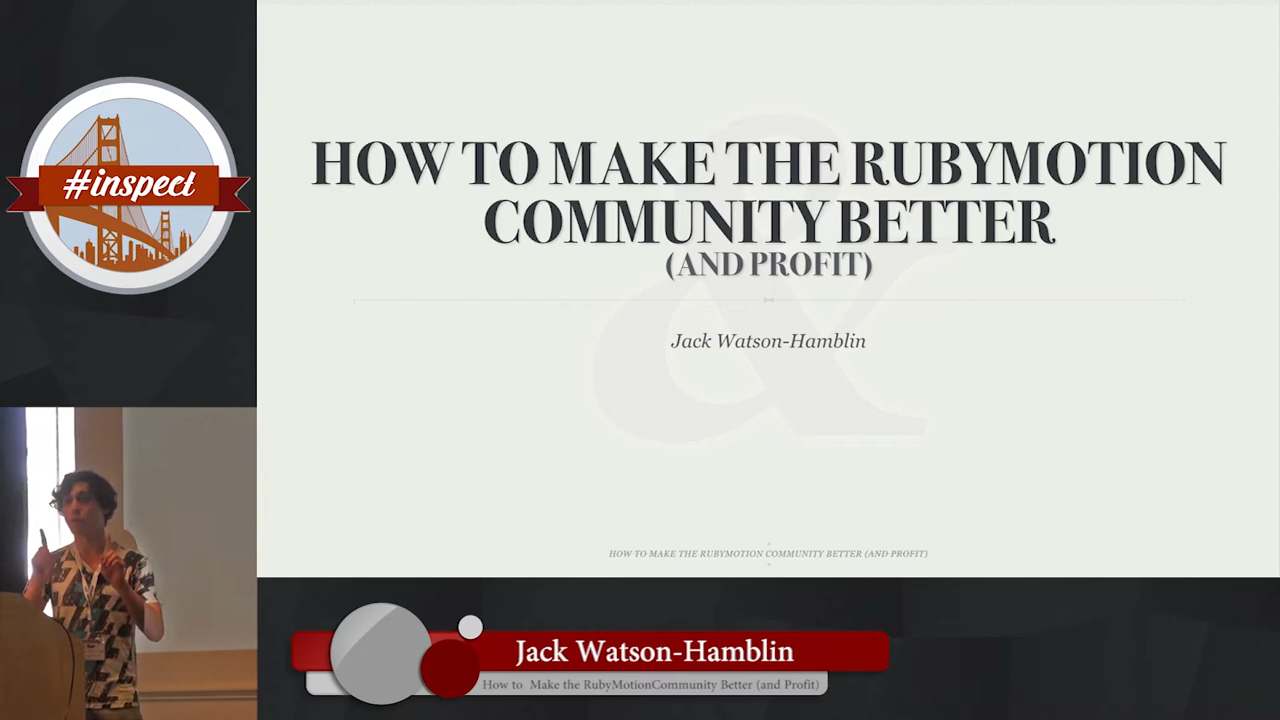 #inspect
HOW TO MAKE THE RUBYMOTION
COMMUNITY BETTER
(AND PROFIT)
Jack Watson-Hamblin
HOW TO MAKE THE RUBYMOTION COMMUNITY BETTER (AND PROFIT)
Jack Watson-Hamblin
How to Make the RubyMotionCommunity Better (and Profit)